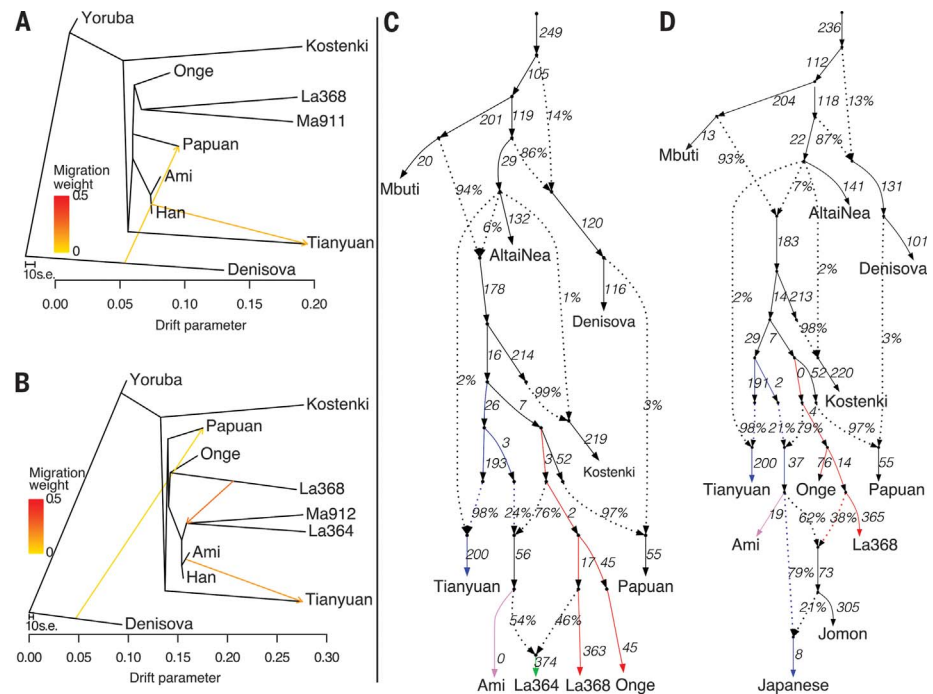 A
Yoruba
Kostenki
Onge
La368
Ma911
Papuan
Migration
weight
0.5
0
Ami
Han
Tianyuan
Denisova
10s.e.
0.00 0.05 0.10 0.15 0.20
Drift parameter
B
Yoruba
Kostenki
Papuan
Onge
Migration
weight
0.5
0
La368
Ma912
La364
Ami
Han
Tianyuan
10s.e.
Denisova
0.00 0.05 0.10 0.15 0.20 0.25 0.30
Drift parameter
C
249
105
201 119 14%
20 29 86%
Mbuti
94% 132 120
6%
AltaiNea
178 1% 116
Denisova
16 214
2% 99% 3%
26 7
3 219
Kostenki
193 3 52
98% 24% 76% 2 97%
200 56 17 45 55
Tianyuan Papuan
54% 46%
0 374 363 45
Ami La364 La368 Onge
D
236
112
204 118 13%
13 22 87%
Mbuti
93% 7% 141 131
AltaiNea
101
183 Denisova
2%
2% 14 213
98% 3%
29 7
0 52 220
191 2 Kostenki
4
98% 21% 79% 97%
200 37 76 14 55
Tianyuan Onge Papuan
19 62% 38% 365
Ami La368
79% 73
21% 305
Jomon
8
Japanese